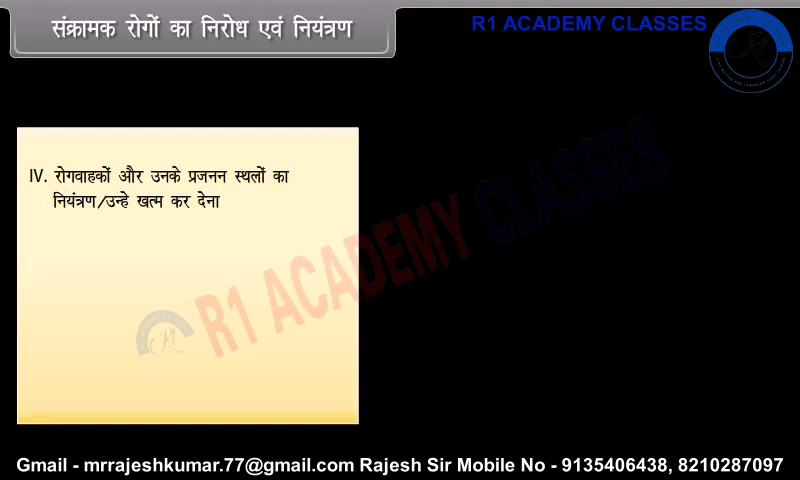 संक्रामक रोगों का निरोध एवं नियंत्रण
R1 ACADEMY CLASSES
IV. रोगवाहकों और उनके प्रजनन स्थलों का
नियंत्रण/उन्हे खत्म कर देना
R1 ACADEMY CLASSES
Gmail - mrrajeshkumar.77@gmail.com Rajesh Sir Mobile No - 9135406438, 8210287097